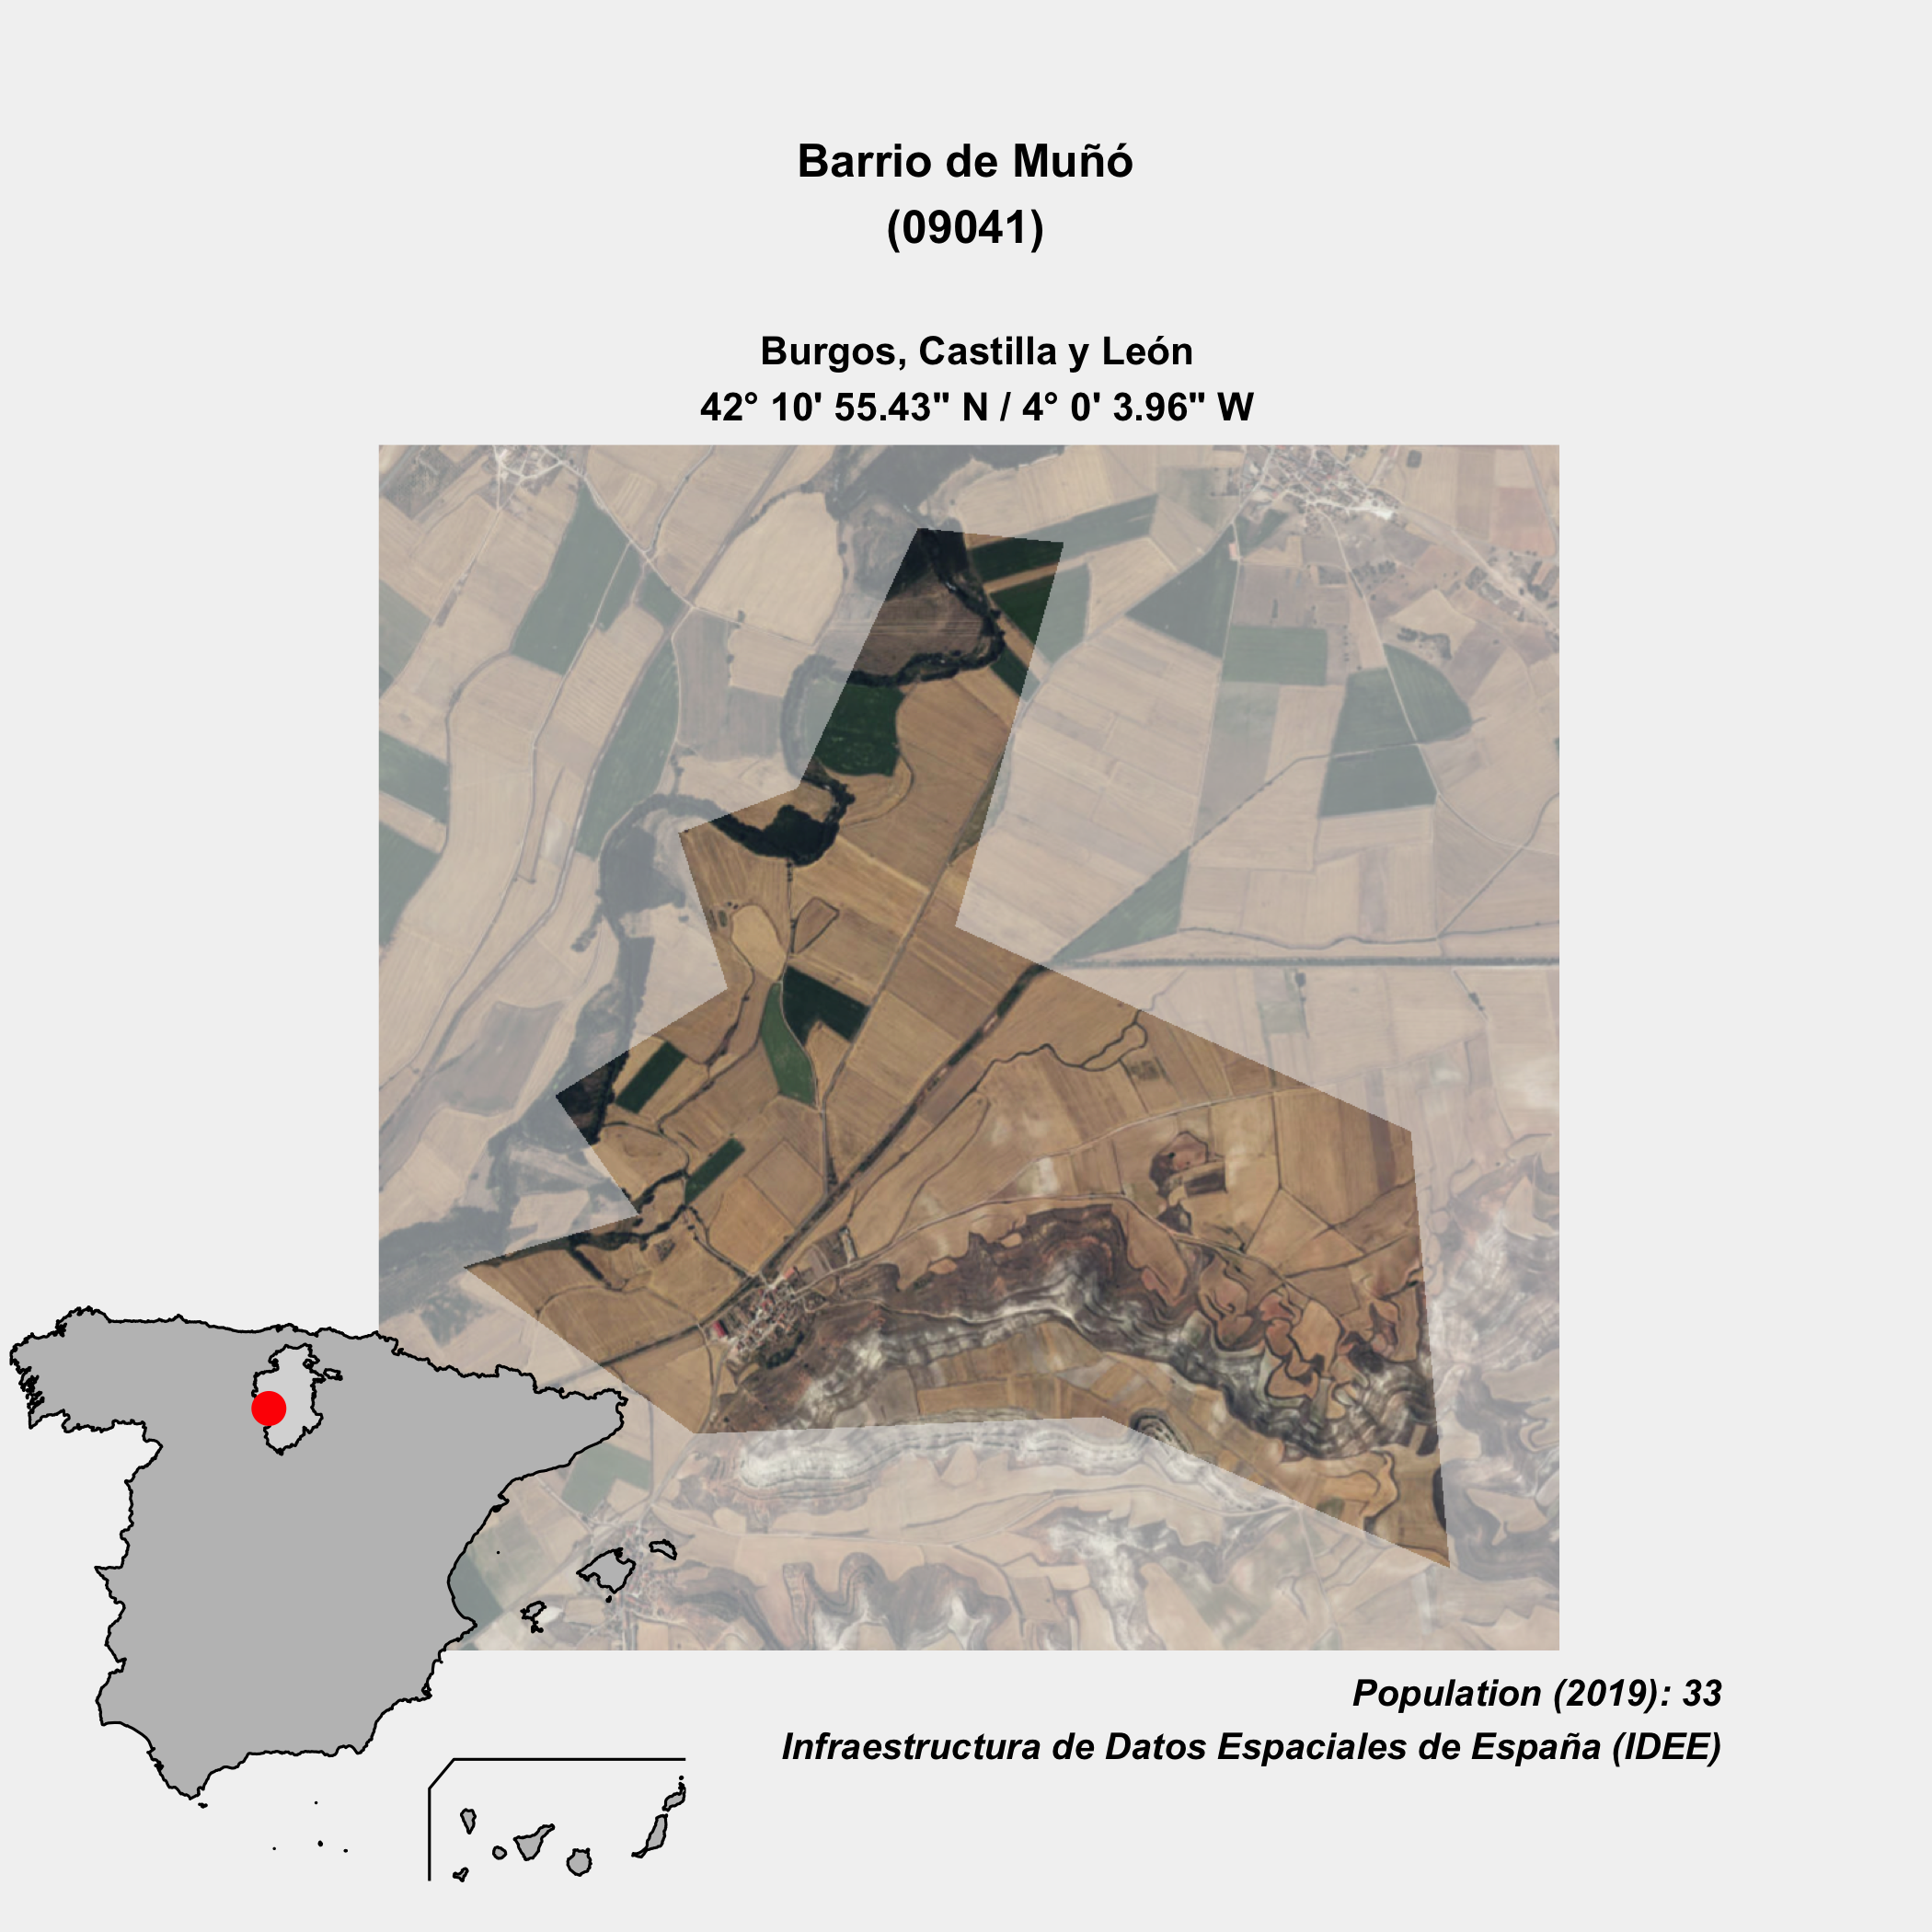 Barrio de Muñó
(09041)
Burgos, Castilla y León
42° 10' 55.43" N / 4° 0' 3.96" W
Population (2019): 33
Infraestructura de Datos Espaciales de España (IDEE)